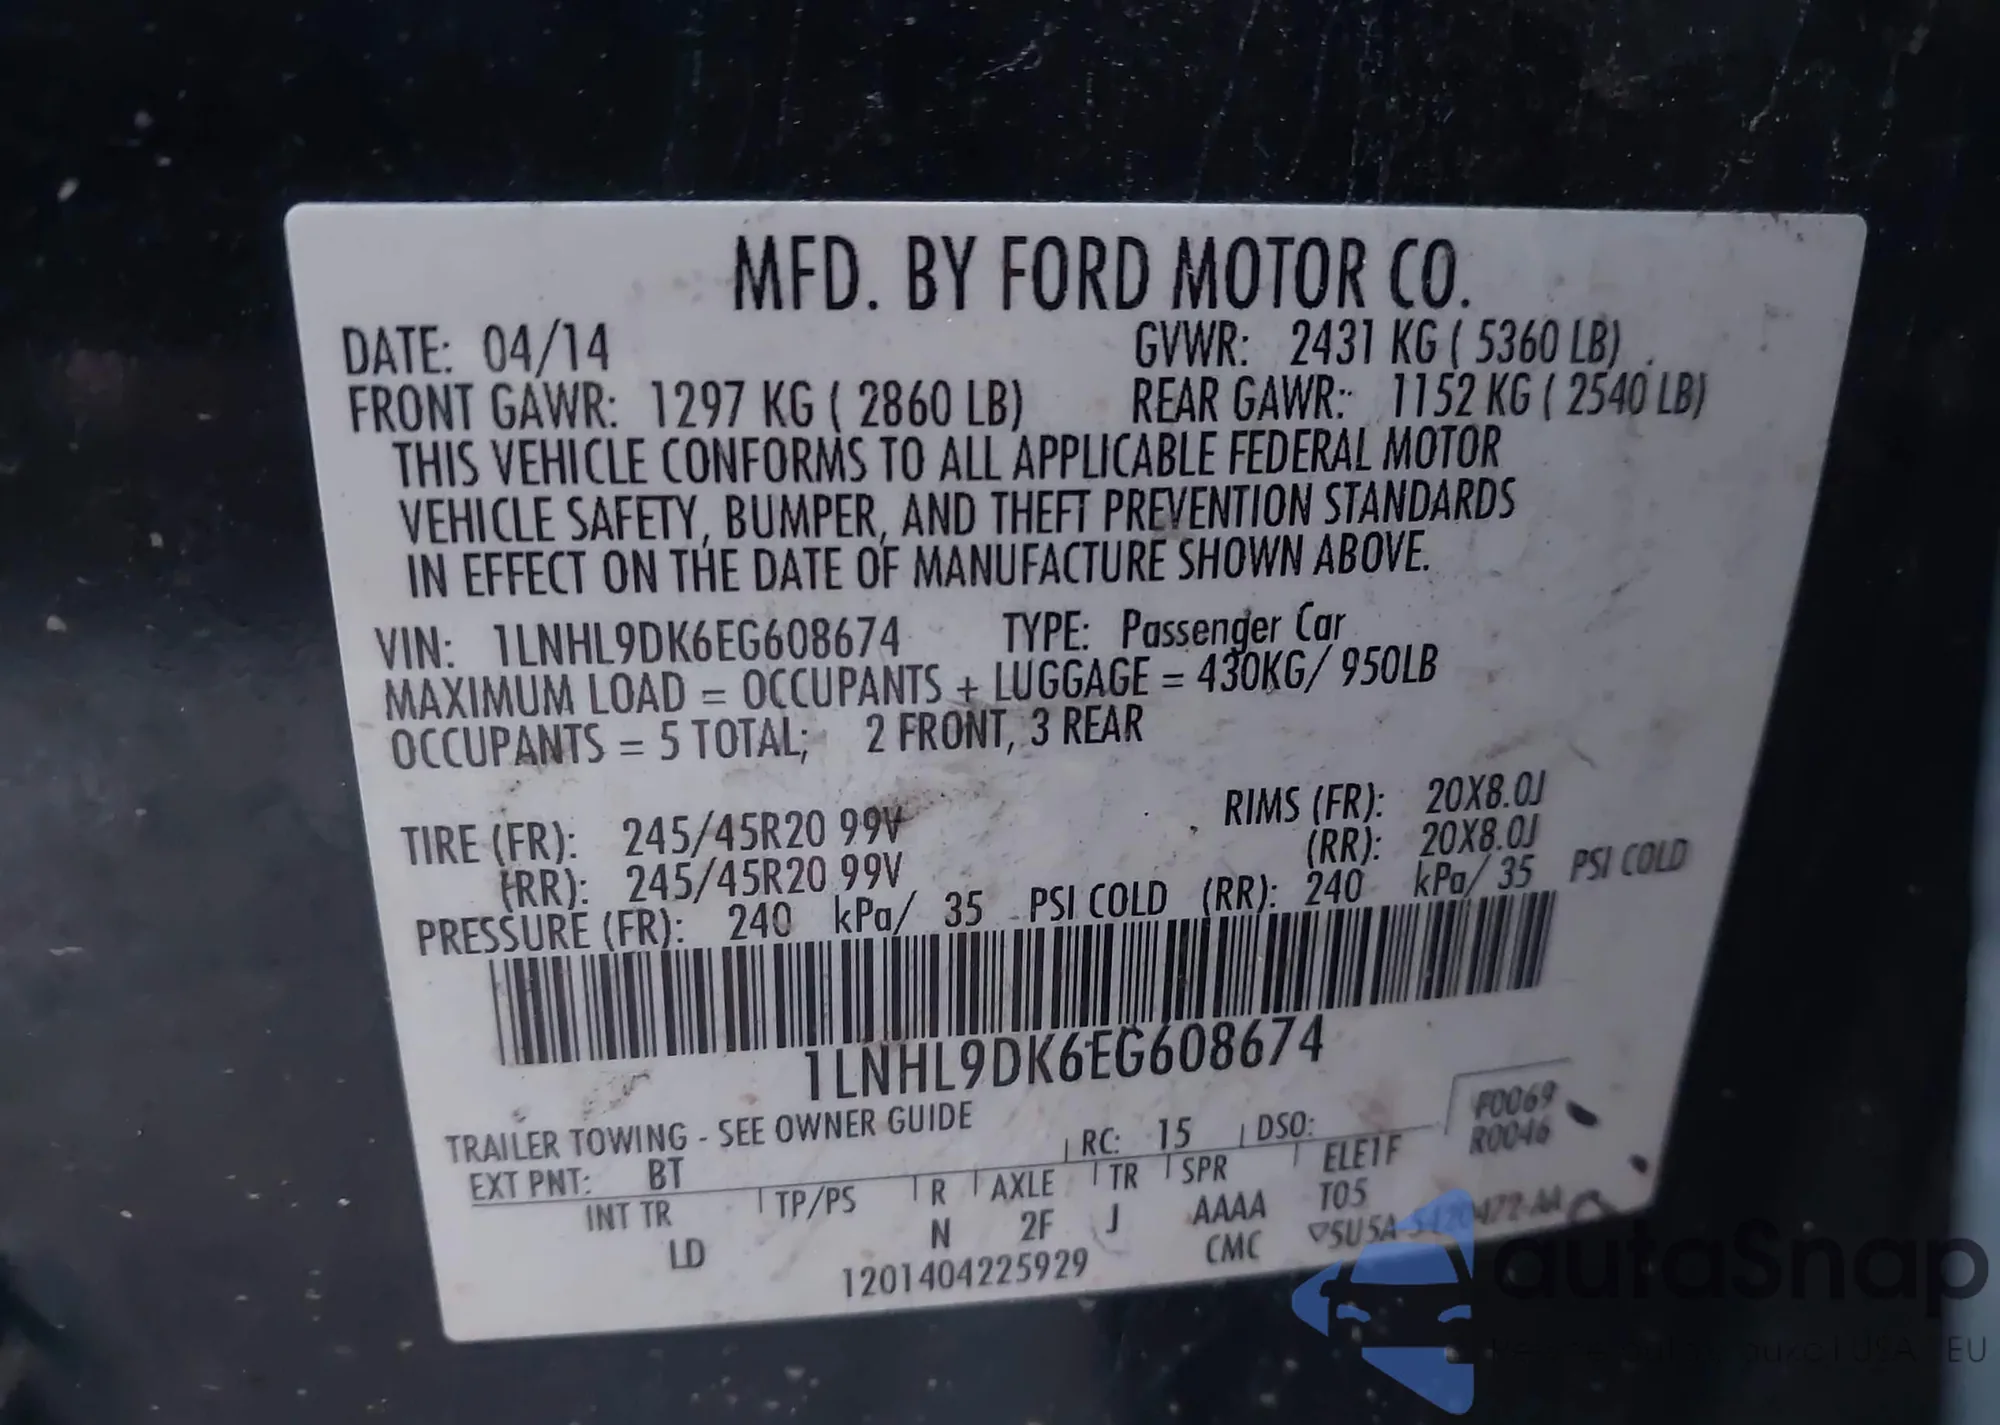 MFD. BY FORD MOTOR CO.
DATE: 04/14 GVWR: 2431 KG ( 5360 LB)
FRONT GAWR: 1297 KG ( 2860 LB) REAR GAWR: 1152 KG ( 2540 LB)
THIS VEHICLE CONFORMS TO ALL APPLICABLE FEDERAL MOTOR
VEHICLE SAFETY, BUMPER, AND THEFT PREVENTION STANDARDS
IN EFFECT ON THE DATE OF MANUFACTURE SHOWN ABOVE.
VIN: 1LNHL9DK6EG608674 TYPE: Passenger Car
MAXIMUM LOAD = OCCUPANTS + LUGGAGE = 430KG/ 950LB
OCCUPANTS = 5 TOTAL; 2 FRONT, 3 REAR
TIRE (FR): 245/45R20 99V RIMS (FR): 20X8.0J
(RR): 245/45R20 99V (RR): 20X8.0J
PRESSURE (FR): 240 kPa/ 35 PSI COLD (RR): 240 kPa/ 35 PSI COLD
1LNHL9DK6EG608674
TRAILER TOWING - SEE OWNER GUIDE
EXT PNT: BT RC: 15 DSO: F0069
R0046
INT TR TP/PS R AXLE TR SPR ELE1F
LD N 2F J AAAA T05
1201404225929 CMC ▽5U5A-5420472-AA
autoSnap
USA EU